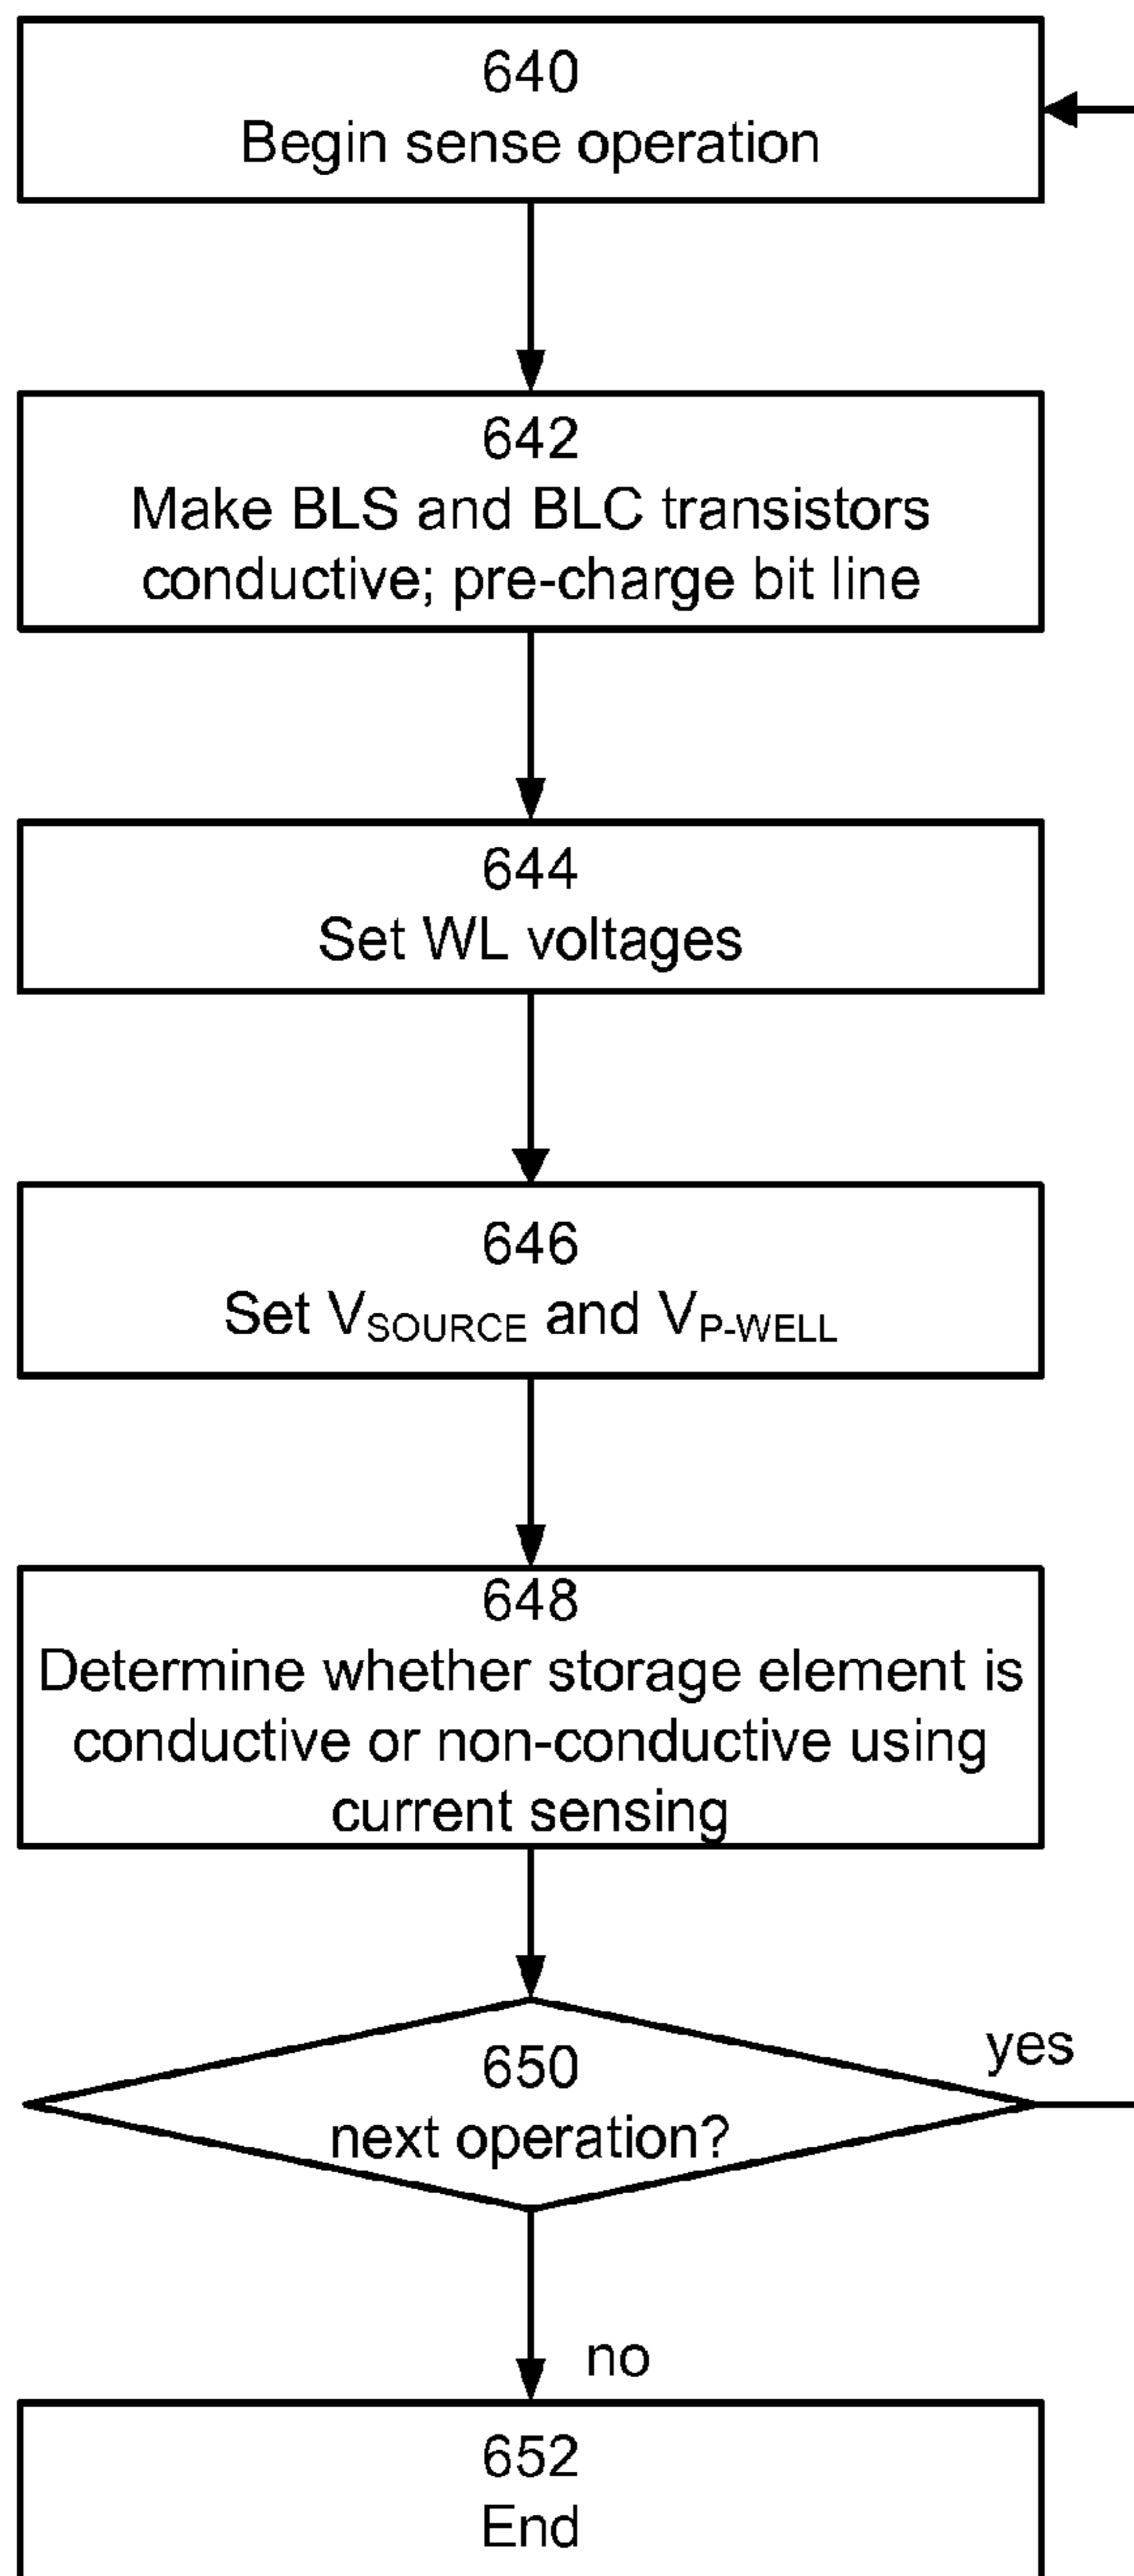 640
Begin sense operation
642
Make BLS and BLC transistors
conductive; pre-charge bit line
644
Set WL voltages
646
Set VSOURCE and VP-WELL
648
Determine whether storage element is
conductive or non-conductive using
current sensing
650
next operation?
yes
no
652
End